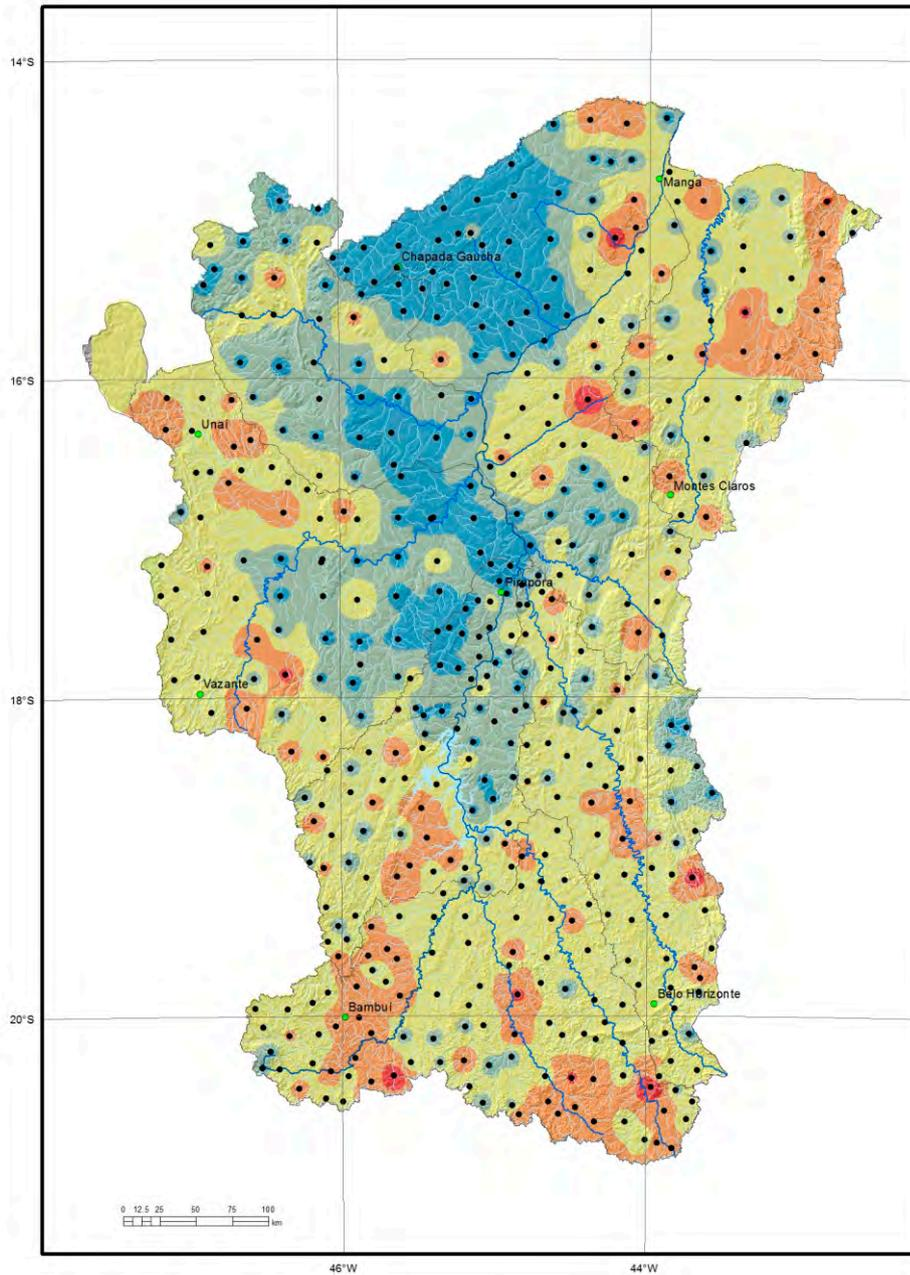 14°S
Manga
Chapada Gaucha
16°S
Unaí
Montes Claros
Pirapora
18°S
Vazante
Belo Horizonte
20°S
Bambuí
0 12.5 25 50 75 100
km
46°W 44°W